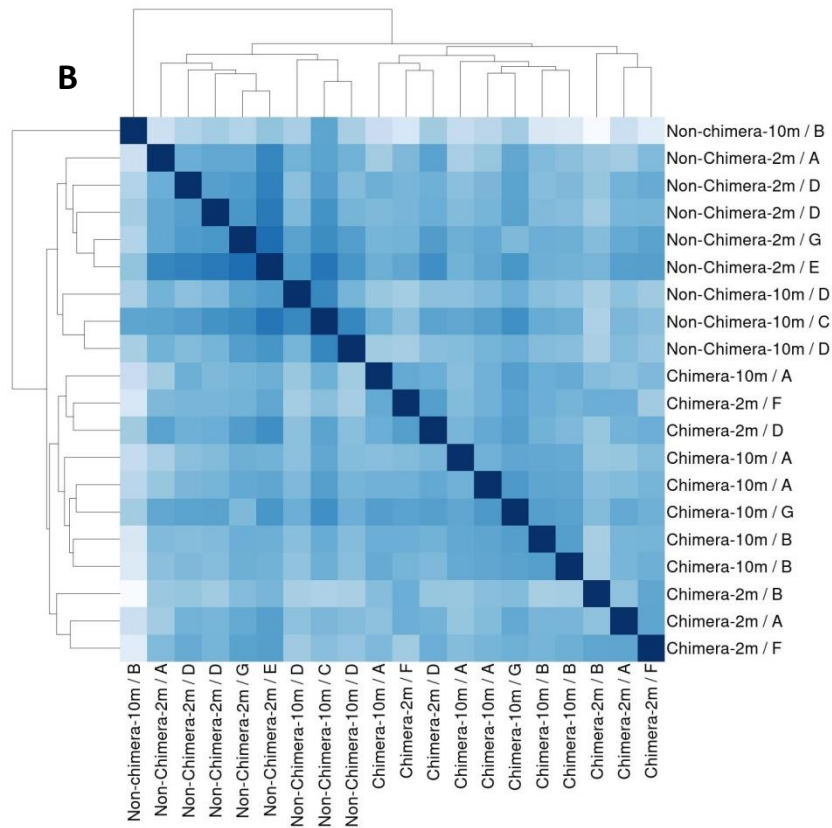 B
Non-chimera-10m / B
Non-Chimera-2m / A
Non-Chimera-2m / D
Non-Chimera-2m / D
Non-Chimera-2m / G
Non-Chimera-2m / E
Non-Chimera-10m / D
Non-Chimera-10m / C
Non-Chimera-10m / D
Chimera-10m / A
Chimera-2m / F
Chimera-2m / D
Chimera-10m / A
Chimera-10m / A
Chimera-10m / G
Chimera-10m / B
Chimera-10m / B
Chimera-2m / B
Chimera-2m / A
Chimera-2m / F
Non-chimera-10m / B
Non-Chimera-2m / A
Non-Chimera-2m / D
Non-Chimera-2m / D
Non-Chimera-2m / G
Non-Chimera-2m / E
Non-Chimera-10m / D
Non-Chimera-10m / C
Non-Chimera-10m / D
Chimera-10m / A
Chimera-2m / F
Chimera-2m / D
Chimera-10m / A
Chimera-10m / A
Chimera-10m / G
Chimera-10m / B
Chimera-10m / B
Chimera-2m / B
Chimera-2m / A
Chimera-2m / F